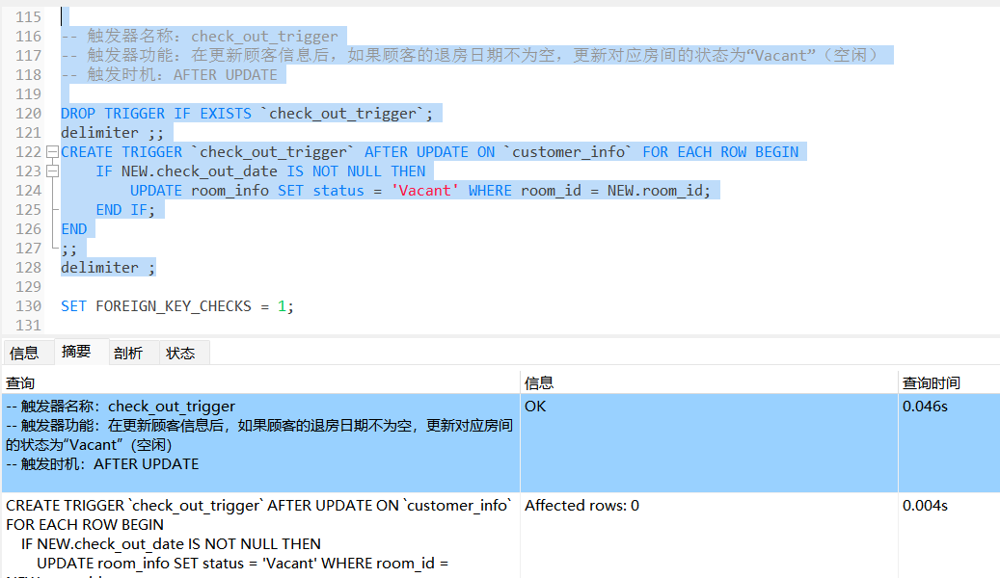 115
116 -- 触发器名称：check_out_trigger
117 -- 触发器功能：在更新顾客信息后，如果顾客的退房日期不为空，更新对应房间的状态为“Vacant”（空闲）
118 -- 触发时机：AFTER UPDATE
119
120 DROP TRIGGER IF EXISTS `check_out_trigger`;
121 delimiter ;;
122 CREATE TRIGGER `check_out_trigger` AFTER UPDATE ON `customer_info` FOR EACH ROW BEGIN
123 IF NEW.check_out_date IS NOT NULL THEN
124 UPDATE room_info SET status = 'Vacant' WHERE room_id = NEW.room_id;
125 END IF;
126 END
127 ;;
128 delimiter ;
129
130 SET FOREIGN_KEY_CHECKS = 1;
131
信息 摘要 剖析 状态
查询 信息 查询时间
-- 触发器名称：check_out_trigger OK 0.046s
-- 触发器功能：在更新顾客信息后，如果顾客的退房日期不为空，更新对应房间
的状态为“Vacant”（空闲）
-- 触发时机：AFTER UPDATE
CREATE TRIGGER `check_out_trigger` AFTER UPDATE ON `customer_info` Affected rows: 0 0.004s
FOR EACH ROW BEGIN
IF NEW.check_out_date IS NOT NULL THEN
UPDATE room_info SET status = 'Vacant' WHERE room_id =